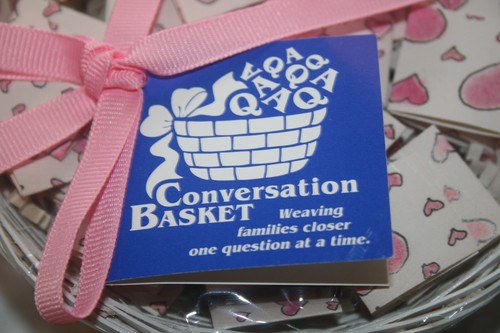 A Q A Q
Q A Q A
Q A A Q
Conversation
BASKET Weaving
families closer
one question at a time.